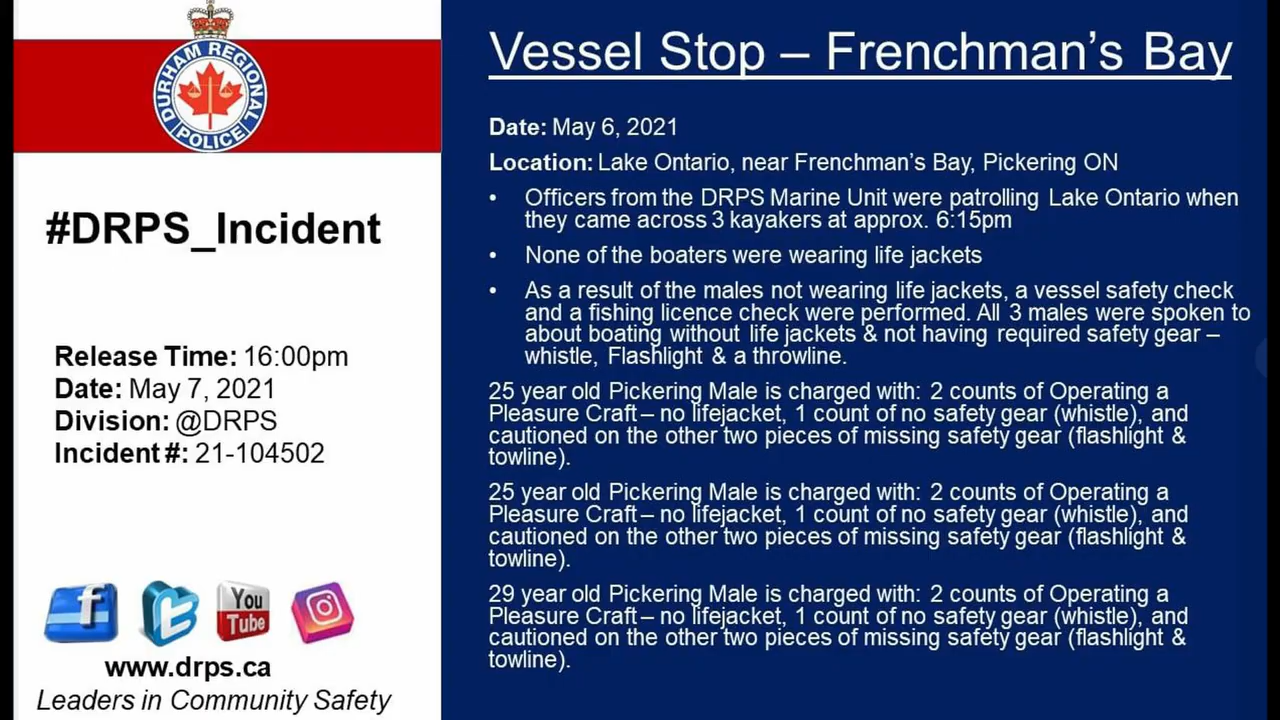 DURHAM REGIONAL
POLICE
#DRPS_Incident
Release Time: 16:00pm
Date: May 7, 2021
Division: @DRPS
Incident #: 21-104502
f
t
You
Tube
www.drps.ca
Leaders in Community Safety
Vessel Stop – Frenchman's Bay
Date: May 6, 2021
Location: Lake Ontario, near Frenchman's Bay, Pickering ON
• Officers from the DRPS Marine Unit were patrolling Lake Ontario when
they came across 3 kayakers at approx. 6:15pm
• None of the boaters were wearing life jackets
• As a result of the males not wearing life jackets, a vessel safety check
and a fishing licence check were performed. All 3 males were spoken to
about boating without life jackets & not having required safety gear –
whistle, Flashlight & a throwline.
25 year old Pickering Male is charged with: 2 counts of Operating a
Pleasure Craft – no lifejacket, 1 count of no safety gear (whistle), and
cautioned on the other two pieces of missing safety gear (flashlight &
towline).
25 year old Pickering Male is charged with: 2 counts of Operating a
Pleasure Craft – no lifejacket, 1 count of no safety gear (whistle), and
cautioned on the other two pieces of missing safety gear (flashlight &
towline).
29 year old Pickering Male is charged with: 2 counts of Operating a
Pleasure Craft – no lifejacket, 1 count of no safety gear (whistle), and
cautioned on the other two pieces of missing safety gear (flashlight &
towline).